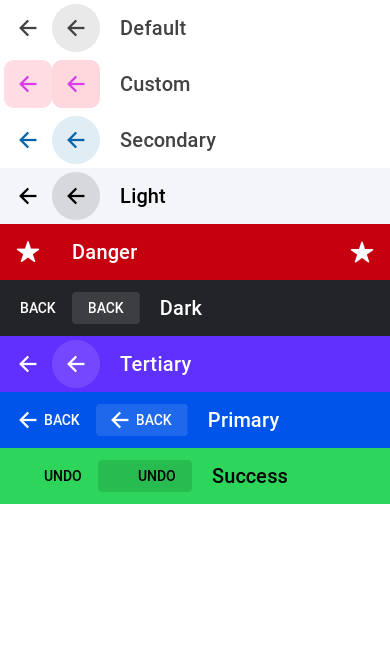 Default
Custom
Secondary
Light
Danger
BACK BACK Dark
Tertiary
BACK BACK Primary
UNDO UNDO Success